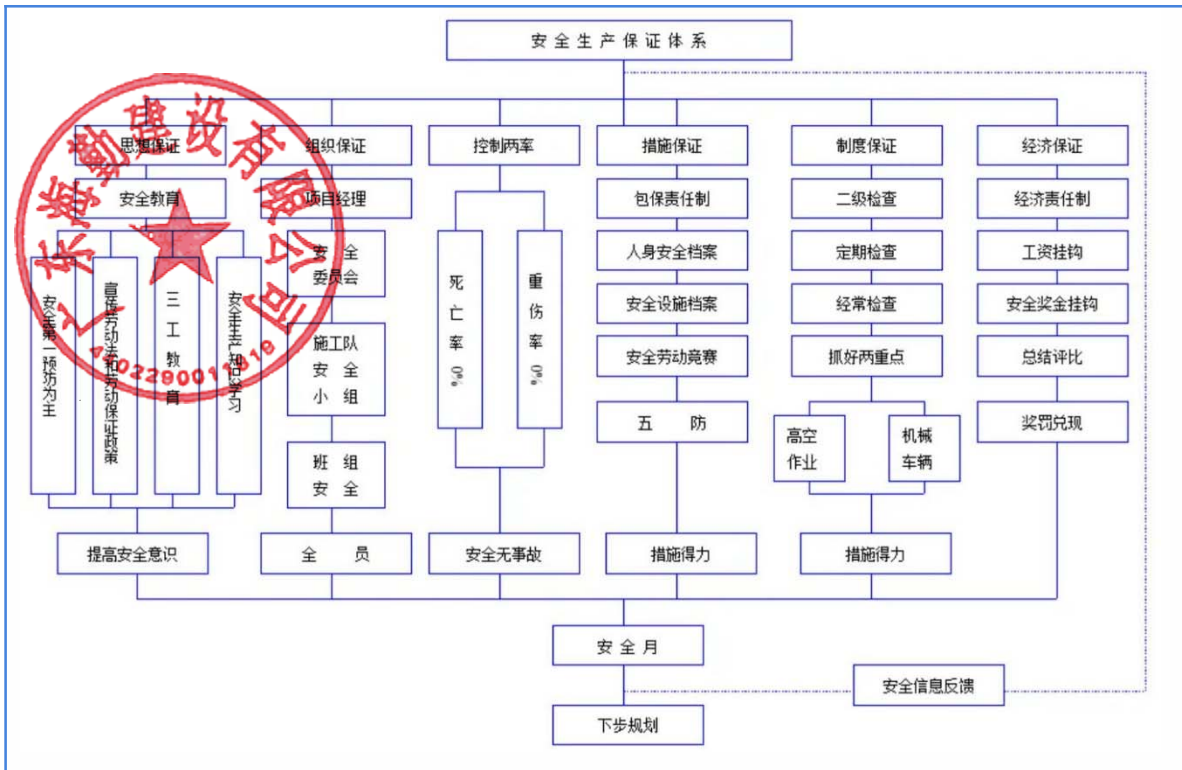 安全生产保证体系
思想保证
组织保证
控制两率
措施保证
制度保证
经济保证
安全教育
项目经理
包保责任制
二级检查
经济责任制
安全第一预防为主
宣传劳动法和劳动保证政策
三工教育
安全生产知识学习
安全
委员会
死亡率0%
重伤率0%
人身安全档案
定期检查
工资挂钩
安全设施档案
经常检查
安全奖金挂钩
施工队
安全
小组
安全劳动竞赛
抓好两重点
总结评比
五防
高空
作业
机械
车辆
奖罚兑现
班组
安全
提高安全意识
全员
安全无事故
措施得力
措施得力
安全月
安全信息反馈
下步规划
广东海勤建设有限公司